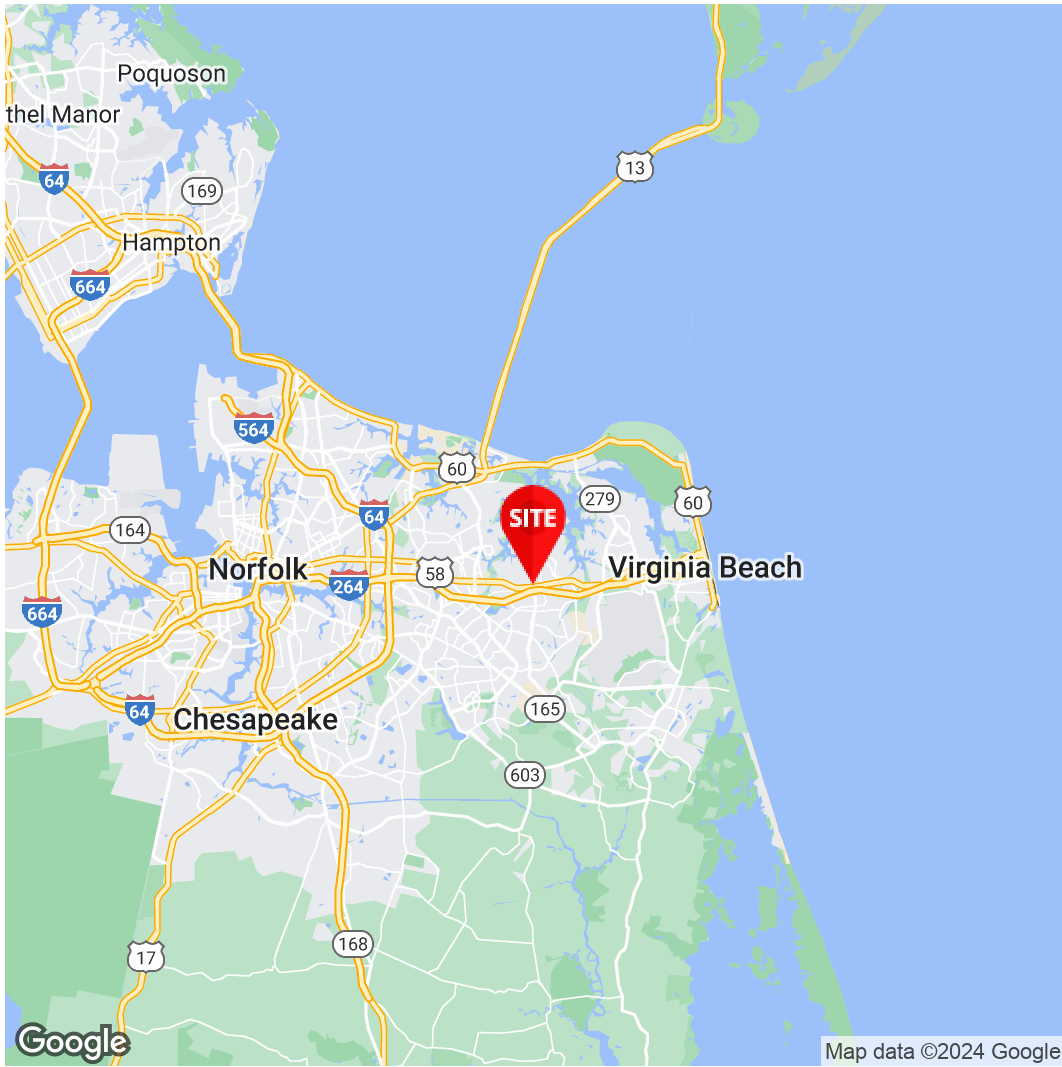 Poquoson
thel Manor
64
169
13
Hampton
664
564
60
279
60
64
SITE
164
Norfolk
264
58
Virginia Beach
664
64
165
Chesapeake
603
168
17
Google
Map data ©2024 Google